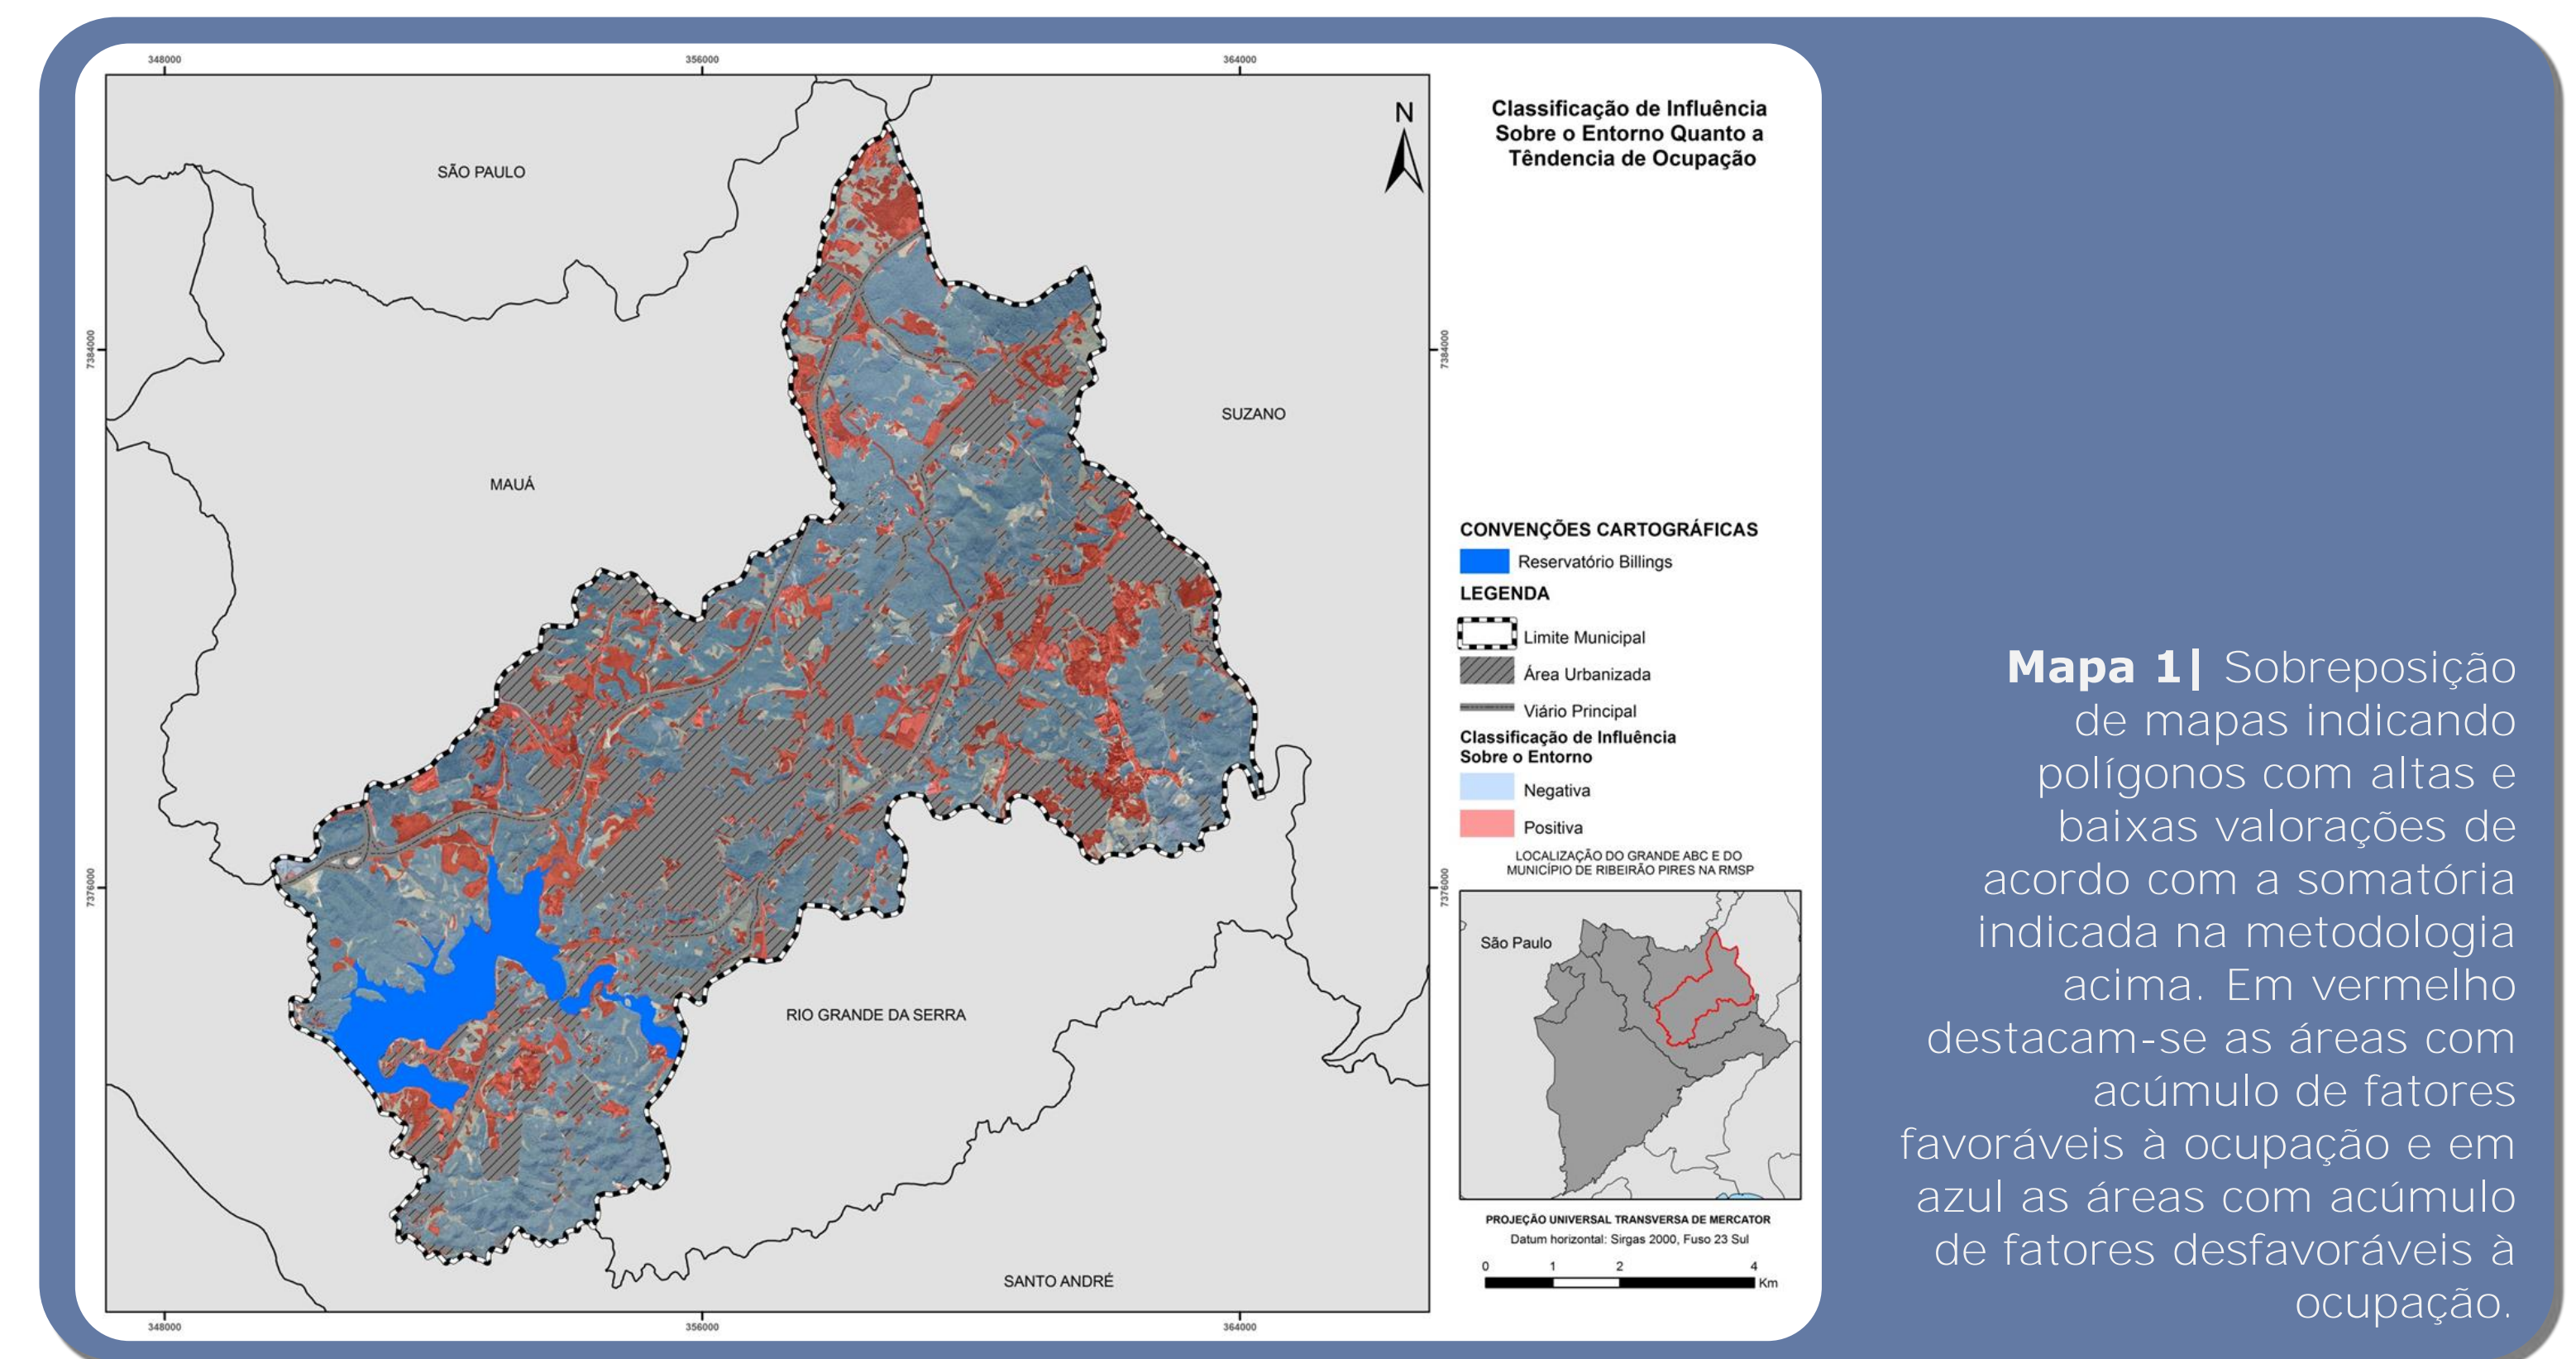 348000
356000
364000
7384000
7384000
7376000
7376000
348000
356000
364000
N
SÃO PAULO
MAUÁ
SUZANO
RIO GRANDE DA SERRA
SANTO ANDRÉ
Classificação de Influência
Sobre o Entorno Quanto a
Têndencia de Ocupação
CONVENÇÕES CARTOGRÁFICAS
Reservatório Billings
LEGENDA
Limite Municipal
Área Urbanizada
Viário Principal
Classificação de Influência
Sobre o Entorno
Negativa
Positiva
LOCALIZAÇÃO DO GRANDE ABC E DO
MUNICÍPIO DE RIBEIRÃO PIRES NA RMSP
São Paulo
PROJEÇÃO UNIVERSAL TRANSVERSA DE MERCATOR
Datum horizontal: Sirgas 2000, Fuso 23 Sul
0 1 2 4
Km
Mapa 1| Sobreposição
de mapas indicando
polígonos com altas e
baixas valorações de
acordo com a somatória
indicada na metodologia
acima. Em vermelho
destacam-se as áreas com
acúmulo de fatores
favoráveis à ocupação e em
azul as áreas com acúmulo
de fatores desfavoráveis à
ocupação.